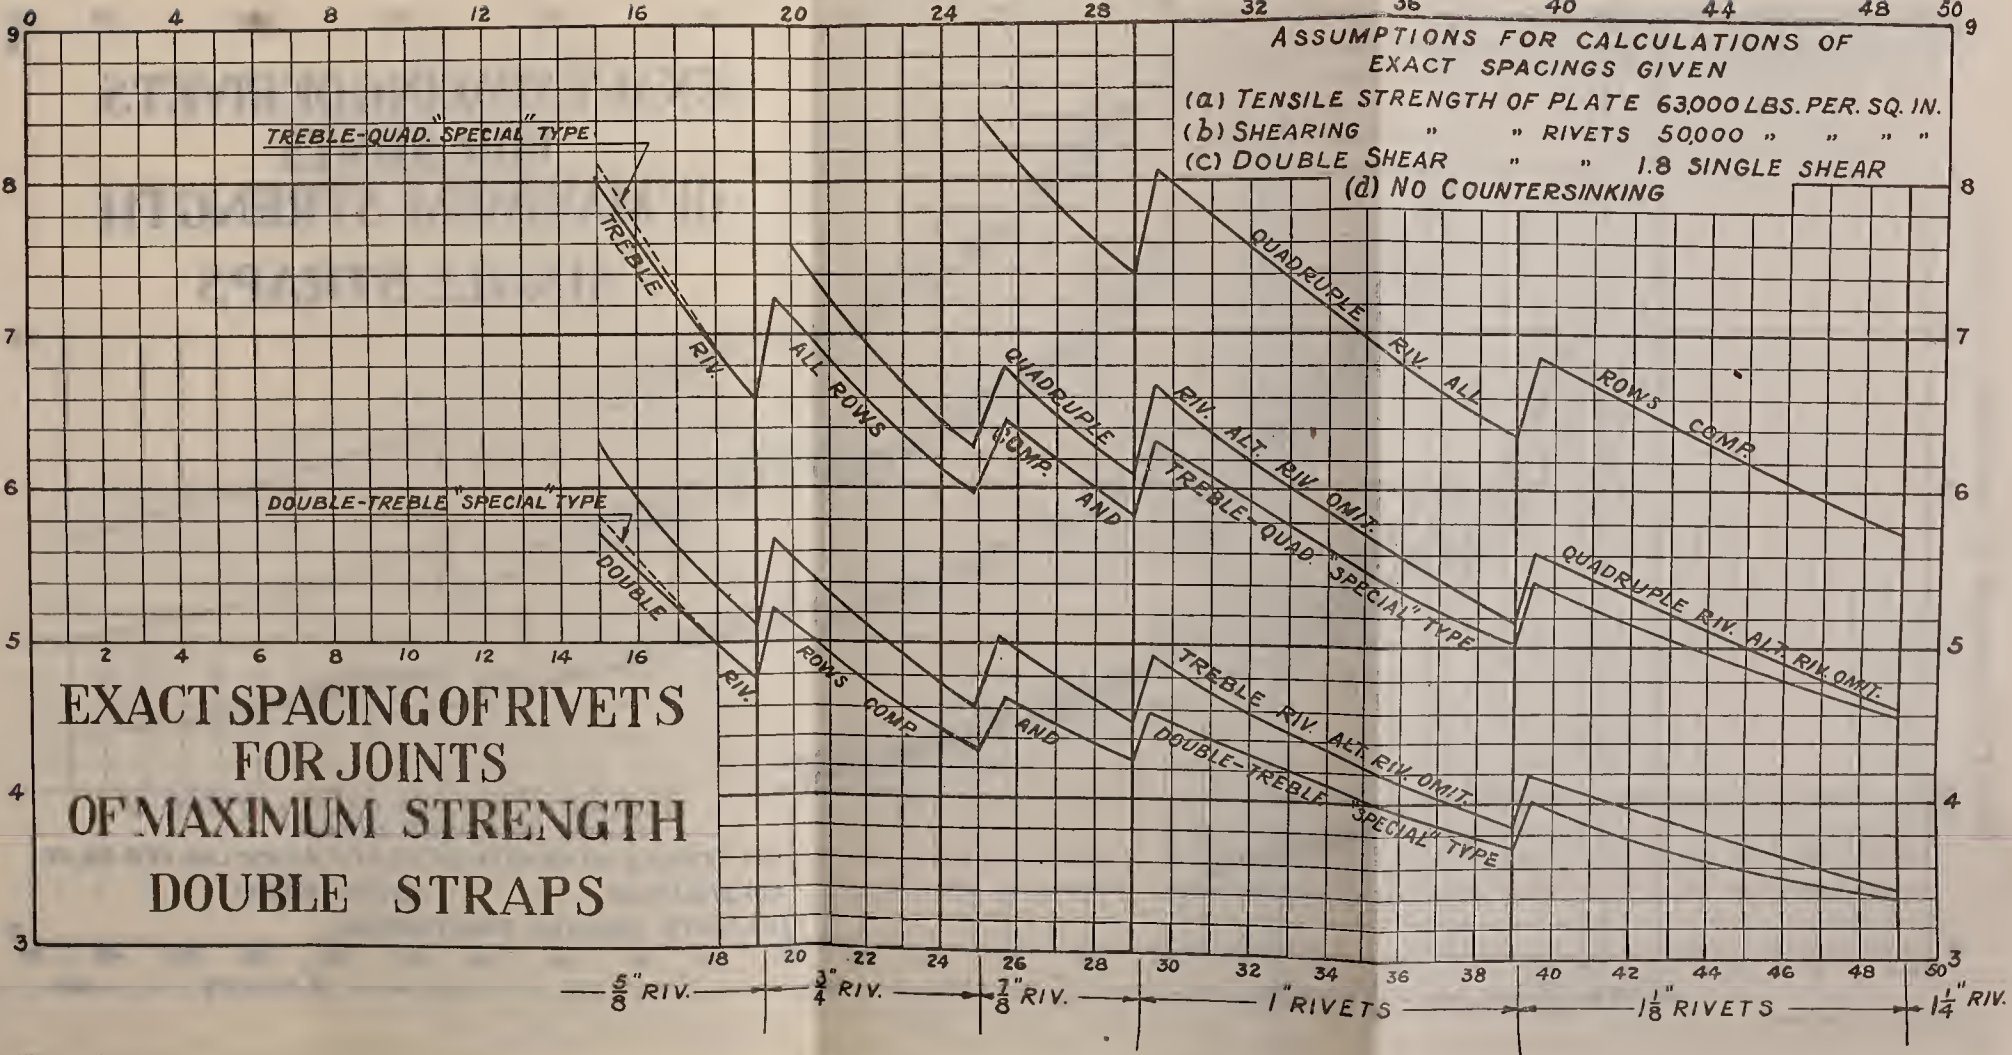 0 4 8 12 16 20 24 28 32 36 40 44 48 50
9 9
ASSUMPTIONS FOR CALCULATIONS OF
EXACT SPACINGS GIVEN
(a) TENSILE STRENGTH OF PLATE 63,000 LBS. PER. SQ. IN.
(b) SHEARING " " RIVETS 50,000 " " " "
(c) DOUBLE SHEAR " " 1.8 SINGLE SHEAR
(d) NO COUNTERSINKING
TREBLE-QUAD. "SPECIAL" TYPE
8 8
TREBLE RIV. ALL ROWS COMP. AND TREBLE-QUAD. "SPECIAL" TYPE
QUADRUPLE RIV. ALL ROWS COMP.
7 7
QUADRUPLE RIV. ALT. RIV. OMIT.
6 6
DOUBLE-TREBLE "SPECIAL" TYPE
DOUBLE RIV. ROWS COMP. AND DOUBLE-TREBLE "SPECIAL" TYPE
QUADRUPLE RIV. ALT. RIV. OMIT.
5 5
2 4 6 8 10 12 14 16
TREBLE RIV. ALT. RIV. OMIT.
EXACT SPACING OF RIVETS
FOR JOINTS
4 4
OF MAXIMUM STRENGTH
DOUBLE STRAPS
3 3
18 20 22 24 26 28 30 32 34 36 38 40 42 44 46 48 50
5/8" RIV. 3/4" RIV. 7/8" RIV. 1" RIVETS 1 1/8" RIVETS 1 1/4" RIV.